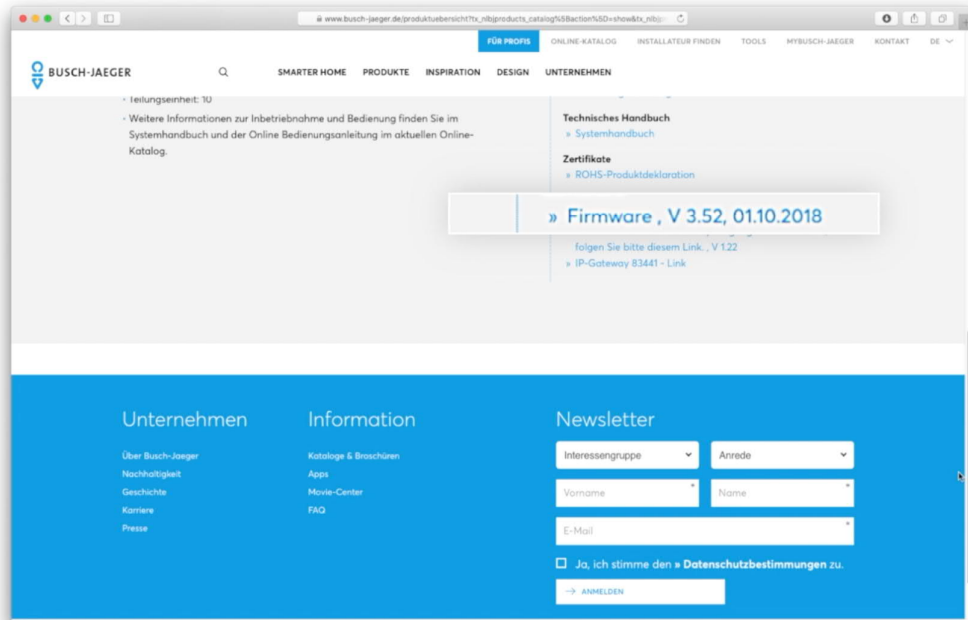 www.busch-jaeger.de/produktuebersicht?tx_nlbjproducts_catalog%5Baction%5D=show&tx_nlbj
FÜR PROFIS ONLINE-KATALOG INSTALLATEUR FINDEN TOOLS MYBUSCH-JAEGER KONTAKT DE
BUSCH-JAEGER SMARTER HOME PRODUKTE INSPIRATION DESIGN UNTERNEHMEN
• Teilungseinheit: 10
• Weitere Informationen zur Inbetriebnahme und Bedienung finden Sie im
Systemhandbuch und der Online Bedienungsanleitung im aktuellen Online-
Katalog.
Technisches Handbuch
» Systemhandbuch
Zertifikate
» ROHS-Produktdeklaration
» Firmware , V 3.52, 01.10.2018
folgen Sie bitte diesem Link. , V 1.22
» IP-Gateway 83441 - Link
Unternehmen
Über Busch-Jaeger
Nachhaltigkeit
Geschichte
Karriere
Presse
Information
Kataloge & Broschüren
Apps
Movie-Center
FAQ
Newsletter
Interessengruppe Anrede
Vorname * Name *
E-Mail *
Ja, ich stimme den » Datenschutzbestimmungen zu.
→ ANMELDEN